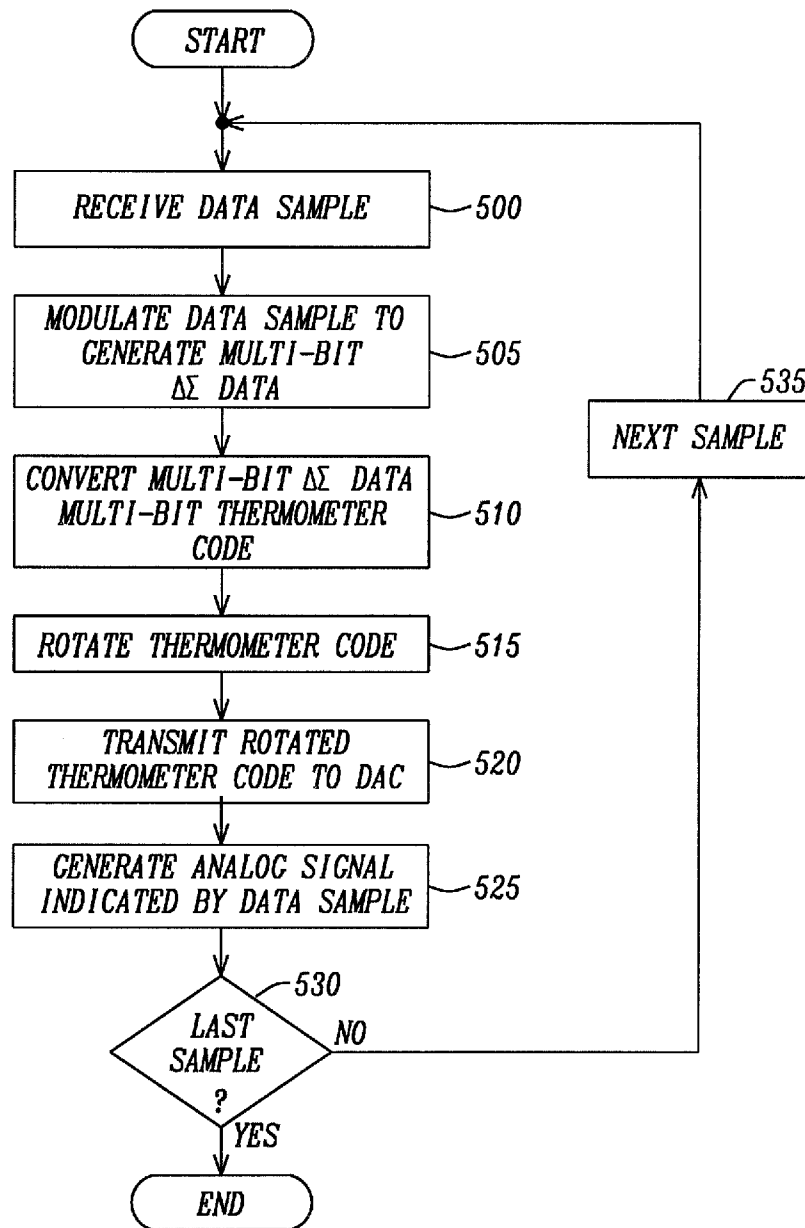 START
RECEIVE DATA SAMPLE
500
MODULATE DATA SAMPLE TO
GENERATE MULTI-BIT
ΔΣ DATA
505
535
NEXT SAMPLE
CONVERT MULTI-BIT ΔΣ DATA
MULTI-BIT THERMOMETER
CODE
510
ROTATE THERMOMETER CODE
515
TRANSMIT ROTATED
THERMOMETER CODE TO DAC
520
GENERATE ANALOG SIGNAL
INDICATED BY DATA SAMPLE
525
530
LAST
SAMPLE
?
NO
YES
END